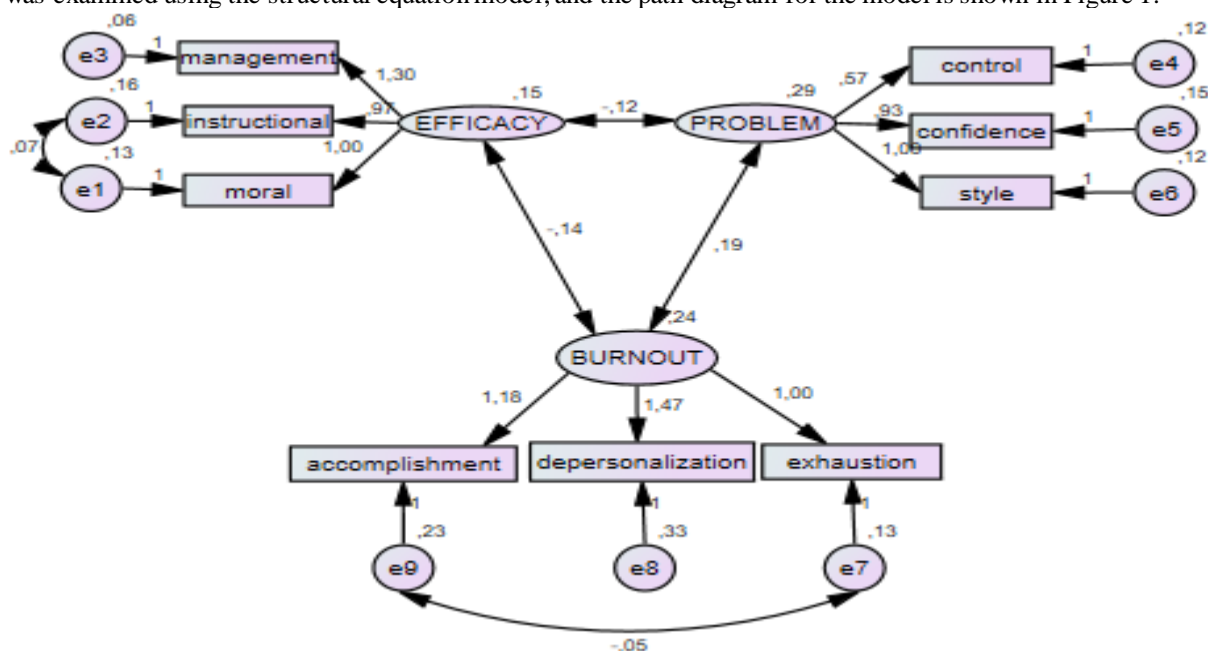 was examined using the structural equation model, and the path diagram for the model is shown in Figure 1.
,06 ,12
e3 1 management 1,30 control 1 e4
,16 ,15 ,29 ,57 ,15
e2 1 instructional ,97 EFFICACY -,12 PROBLEM ,93 confidence 1 e5
,07 ,13 1,00 1,00 ,12
e1 1 moral style 1 e6
-,14 ,19
,24
BURNOUT
1,18 1,47 1,00
accomplishment depersonalization exhaustion
1 1 1
,23 ,33 ,13
e9 e8 e7
-,05